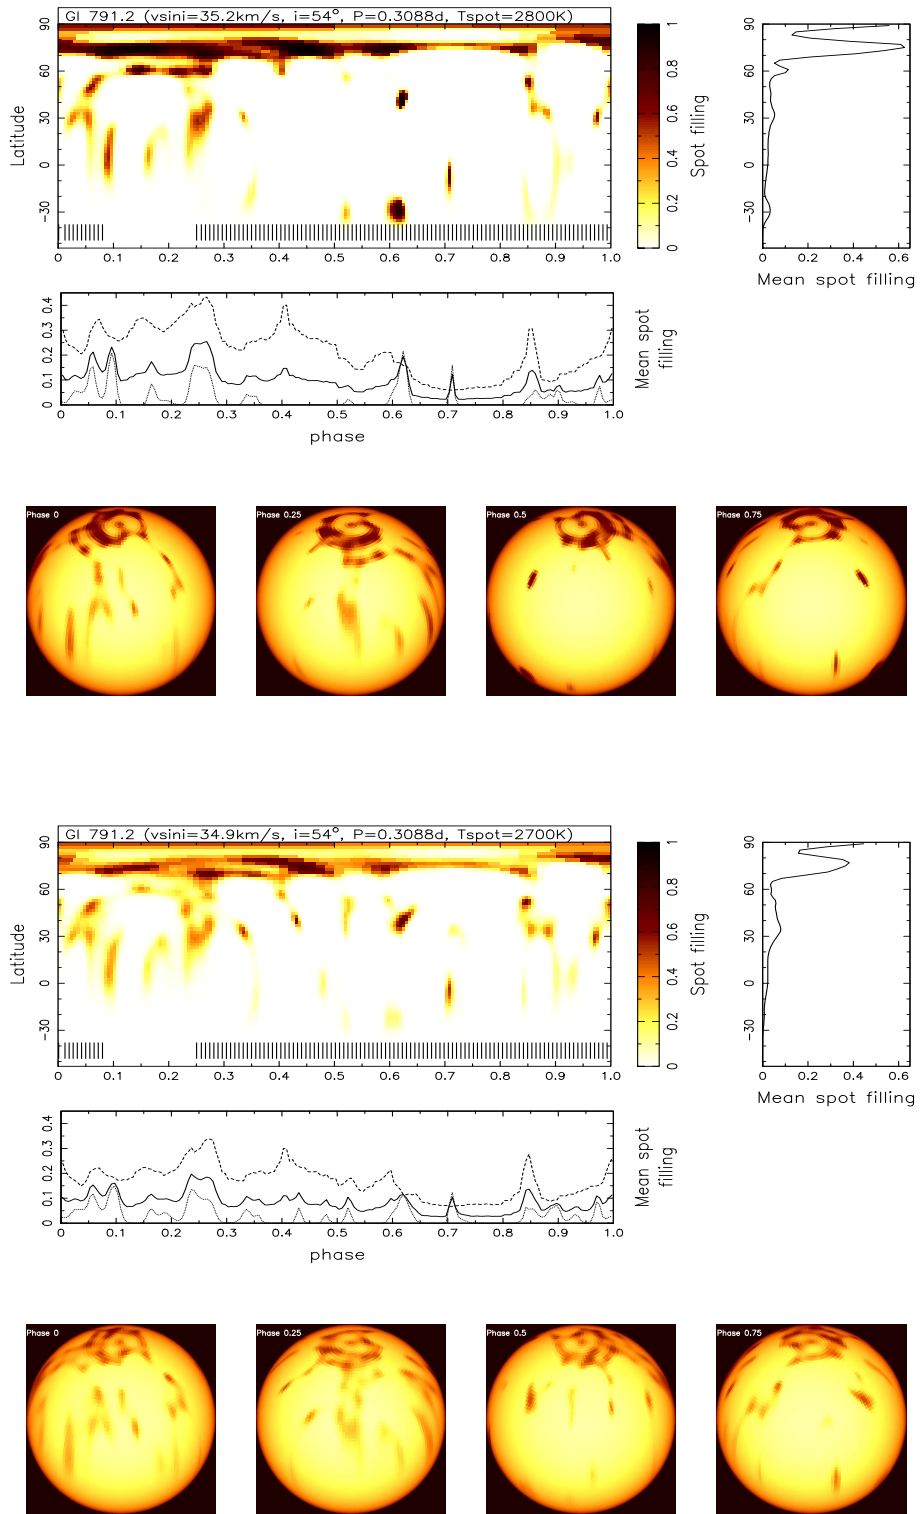 GI 791.2 (vsini=35.2km/s, i=54°, P=0.3088d, Tspot=2800K)
90
60
30
0
−30
Latitude
0 0.1 0.2 0.3 0.4 0.5 0.6 0.7 0.8 0.9 1.0
0 0.2 0.4 0.6 0.8 1
Spot filling
90
60
30
0
−30
0 0.2 0.4 0.6
Mean spot filling
0 0.1 0.2 0.3 0.4
0 0.1 0.2 0.3 0.4 0.5 0.6 0.7 0.8 0.9 1.0
phase
Mean spot
filling
Phase 0
Phase 0.25
Phase 0.5
Phase 0.75
GI 791.2 (vsini=34.9km/s, i=54°, P=0.3088d, Tspot=2700K)
90
60
30
0
−30
Latitude
0 0.1 0.2 0.3 0.4 0.5 0.6 0.7 0.8 0.9 1.0
0 0.2 0.4 0.6 0.8 1
Spot filling
90
60
30
0
−30
0 0.2 0.4 0.6
Mean spot filling
0 0.1 0.2 0.3 0.4
0 0.1 0.2 0.3 0.4 0.5 0.6 0.7 0.8 0.9 1.0
phase
Mean spot
filling
Phase 0
Phase 0.25
Phase 0.5
Phase 0.75